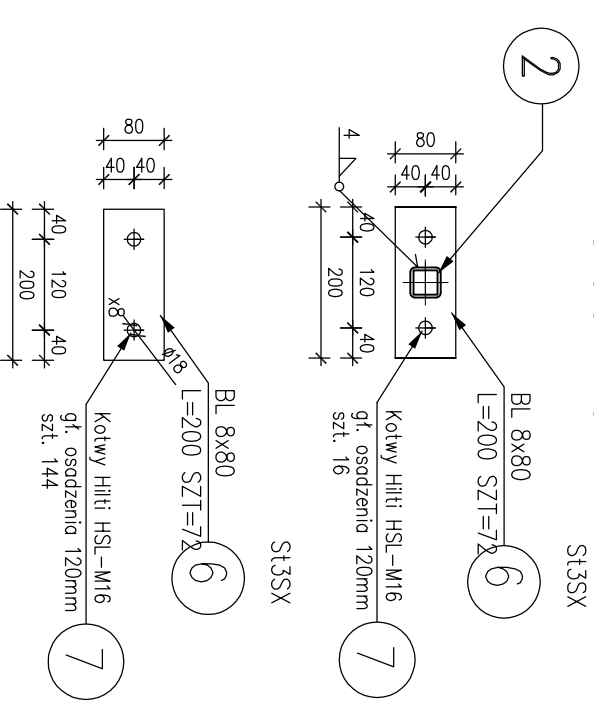 2
80
40
40
4
40
120
40
200
BL 8x80
L=200 SZT=72
6
St3SX
Kotwy Hilti HSL-M16
gł. osadzenia 120mm
szt. 16
7
80
40
40
40
120
40
200
x8
ø18
BL 8x80
L=200 SZT=72
6
St3SX
Kotwy Hilti HSL-M16
gł. osadzenia 120mm
szt. 144
7